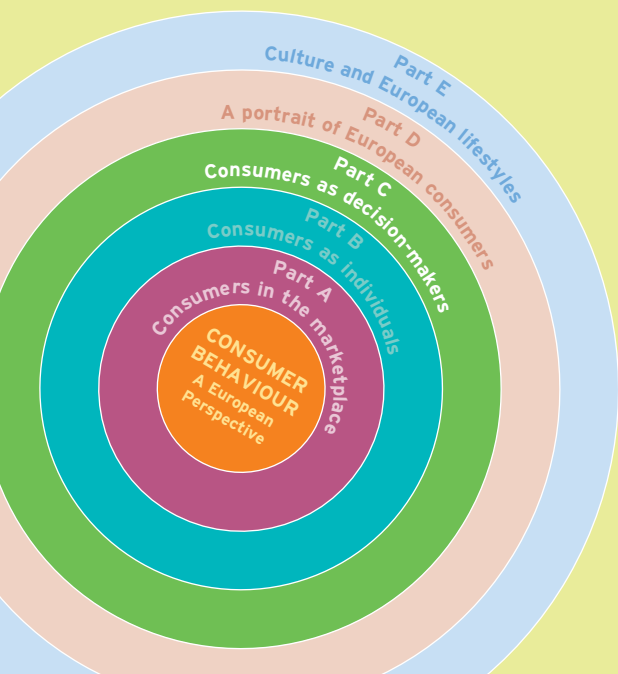 Part E
Culture and European lifestyles
Part D
A portrait of European consumers
Part C
Consumers as decision-makers
Part B
Consumers as individuals
Part A
Consumers in the marketplace
CONSUMER
BEHAVIOUR
A European
Perspective